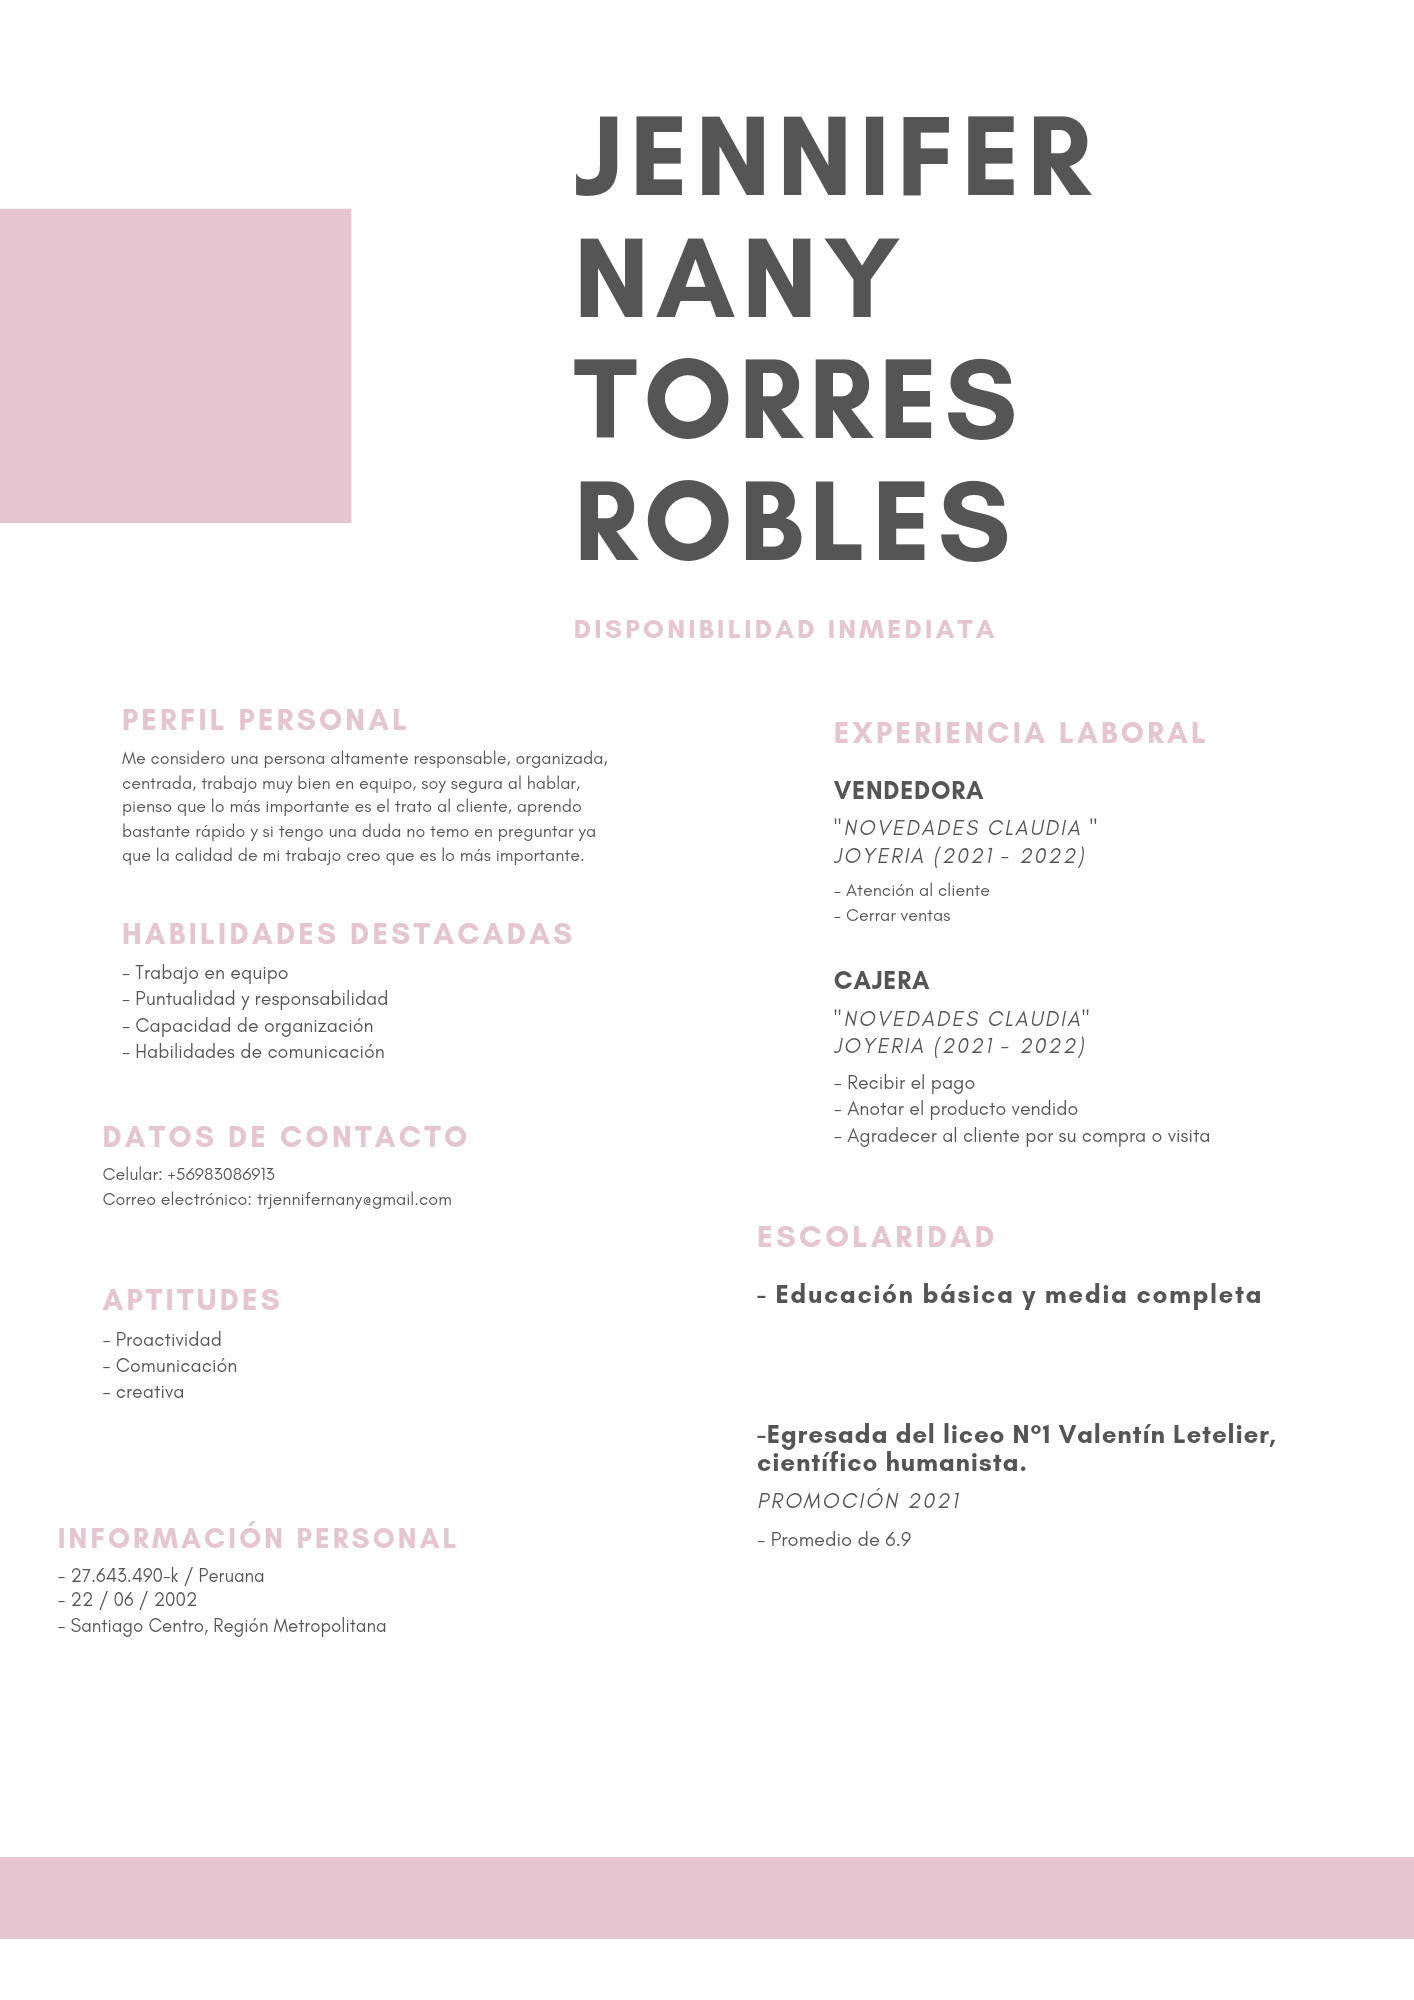 JENNIFER
NANY
TORRES
ROBLES
DISPONIBILIDAD INMEDIATA
PERFIL PERSONAL
Me considero una persona altamente responsable, organizada,
centrada, trabajo muy bien en equipo, soy segura al hablar,
pienso que lo más importante es el trato al cliente, aprendo
bastante rápido y si tengo una duda no temo en preguntar ya
que la calidad de mi trabajo creo que es lo más importante.
HABILIDADES DESTACADAS
- Trabajo en equipo
- Puntualidad y responsabilidad
- Capacidad de organización
- Habilidades de comunicación
DATOS DE CONTACTO
Celular: +56983086913
Correo electrónico: trjennifernany@gmail.com
APTITUDES
- Proactividad
- Comunicación
- creativa
INFORMACIÓN PERSONAL
- 27.643.490-k / Peruana
- 22 / 06 / 2002
- Santiago Centro, Región Metropolitana
EXPERIENCIA LABORAL
VENDEDORA
"NOVEDADES CLAUDIA "
JOYERIA (2021 - 2022)
- Atención al cliente
- Cerrar ventas
CAJERA
"NOVEDADES CLAUDIA"
JOYERIA (2021 - 2022)
- Recibir el pago
- Anotar el producto vendido
- Agradecer al cliente por su compra o visita
ESCOLARIDAD
- Educación básica y media completa
-Egresada del liceo Nº1 Valentín Letelier,
científico humanista.
PROMOCIÓN 2021
- Promedio de 6.9